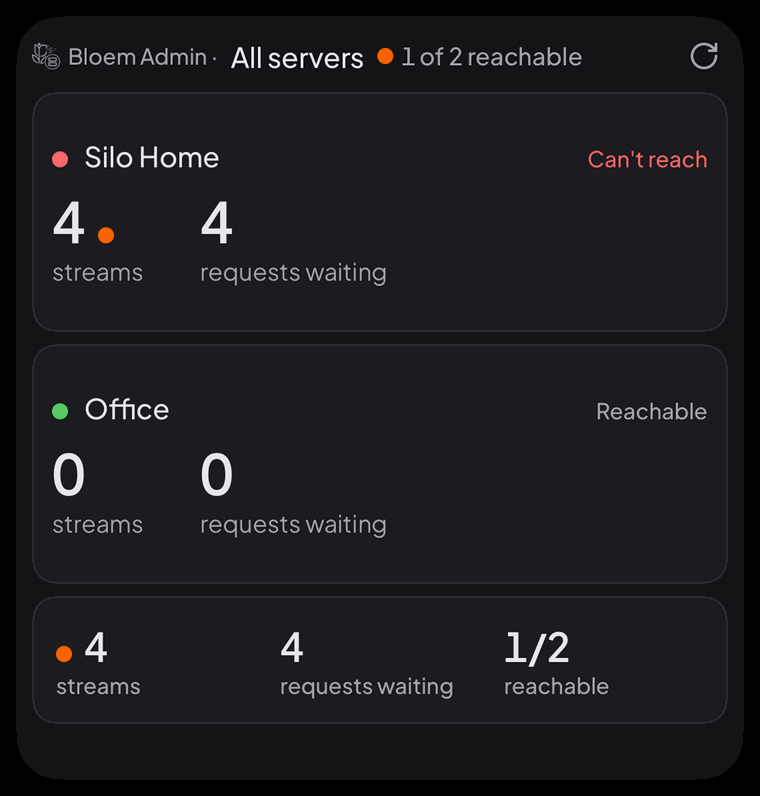 Bloem Admin · All servers 1 of 2 reachable
Silo Home Can't reach
4 4
streams requests waiting
Office Reachable
0 0
streams requests waiting
4 4 1/2
streams requests waiting reachable